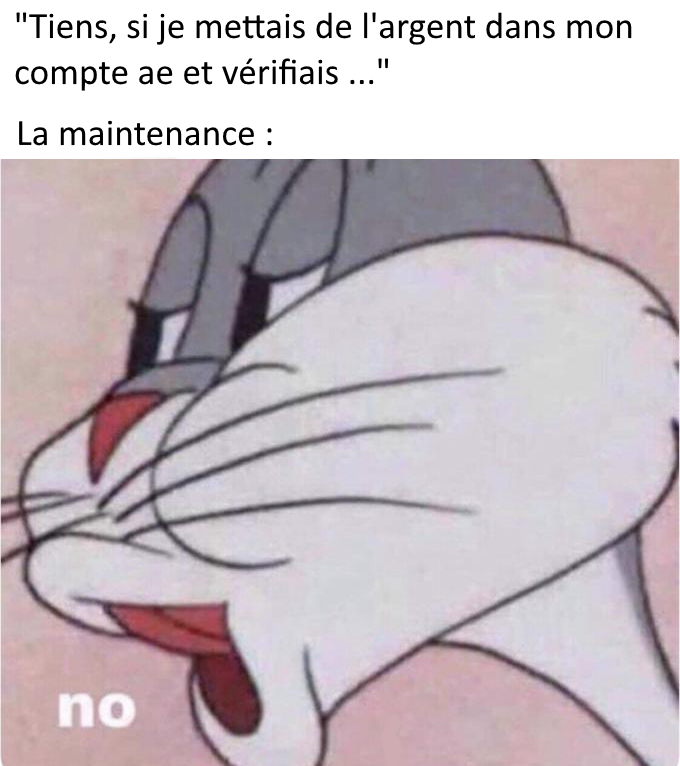 "Tiens, si je mettais de l'argent dans mon
compte ae et vérifiais ..."
La maintenance :
no